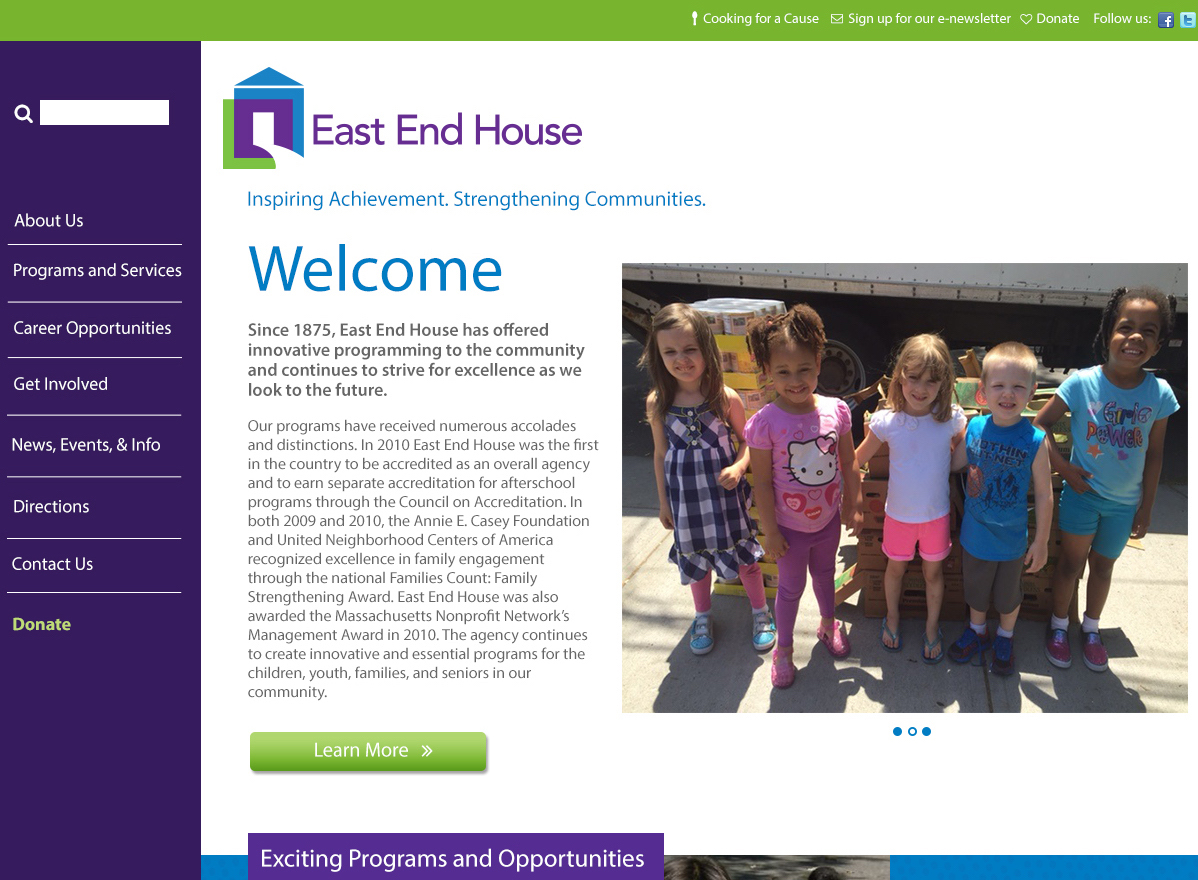 Cooking for a Cause Sign up for our e-newsletter Donate Follow us:
East End House
Inspiring Achievement. Strengthening Communities.
About Us
Programs and Services
Career Opportunities
Get Involved
News, Events, & Info
Directions
Contact Us
Donate
Welcome
Since 1875, East End House has offered
innovative programming to the community
and continues to strive for excellence as we
look to the future.
Our programs have received numerous accolades
and distinctions. In 2010 East End House was the first
in the country to be accredited as an overall agency
and to earn separate accreditation for afterschool
programs through the Council on Accreditation. In
both 2009 and 2010, the Annie E. Casey Foundation
and United Neighborhood Centers of America
recognized excellence in family engagement
through the national Families Count: Family
Strengthening Award. East End House was also
awarded the Massachusetts Nonprofit Network’s
Management Award in 2010. The agency continues
to create innovative and essential programs for the
children, youth, families, and seniors in our
community.
Learn More
GiRLS
POWER
NOTHIN
BUT NET
Exciting Programs and Opportunities